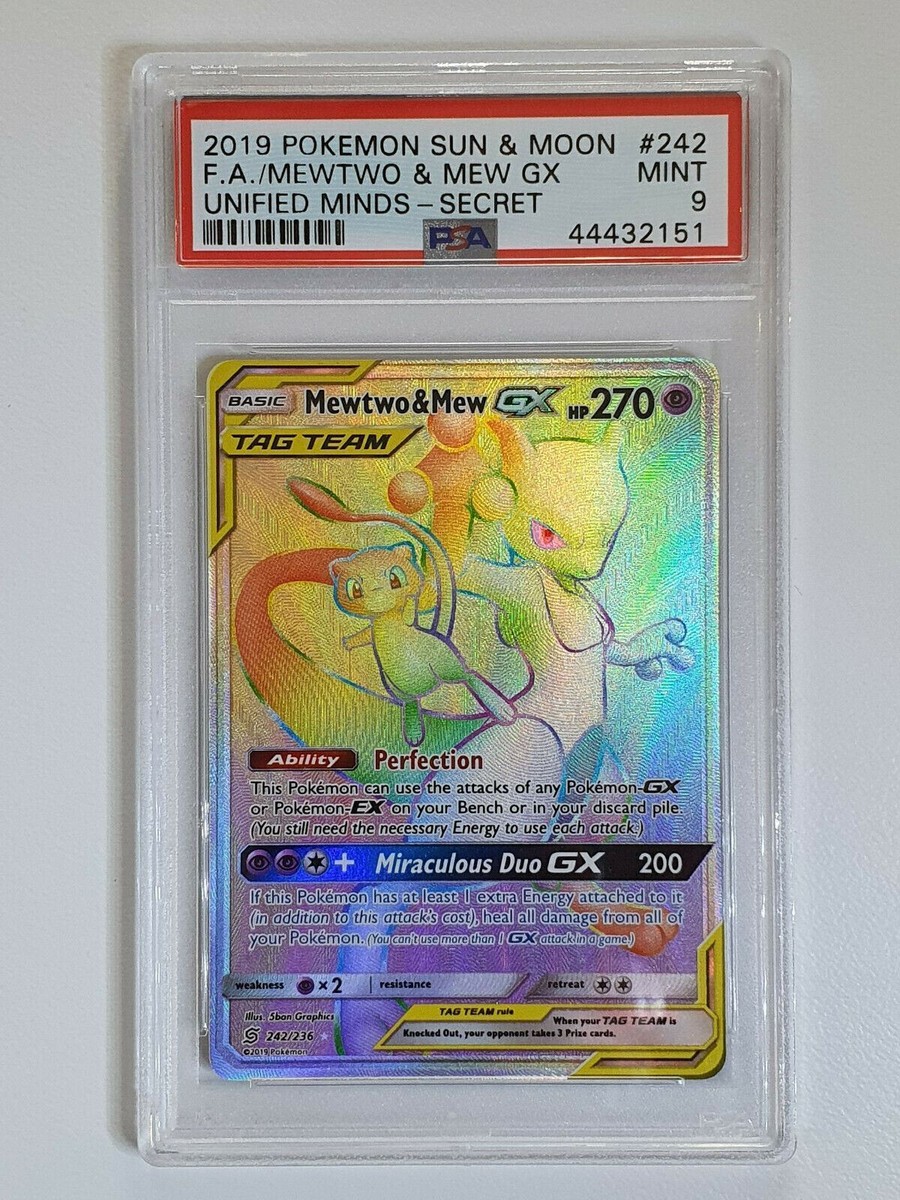 2019 POKEMON SUN & MOON #242
F.A./MEWTWO & MEW GX MINT
UNIFIED MINDS - SECRET 9
PSA 44432151
BASIC Mewtwo&Mew GX HP270
TAG TEAM
Ability Perfection
This Pokémon can use the attacks of any Pokémon-GX
or Pokémon-EX on your Bench or in your discard pile.
(You still need the necessary Energy to use each attack.)
+ Miraculous Duo GX 200
If this Pokémon has at least 1 extra Energy attached to it
(in addition to this attack's cost), heal all damage from all of
your Pokémon. (You can't use more than 1 GX attack in a game.)
weakness ×2 resistance retreat
Illus. 5ban Graphics
242/236
©2019 Pokémon
TAG TEAM rule
When your TAG TEAM is
Knocked Out, your opponent takes 3 Prize cards.